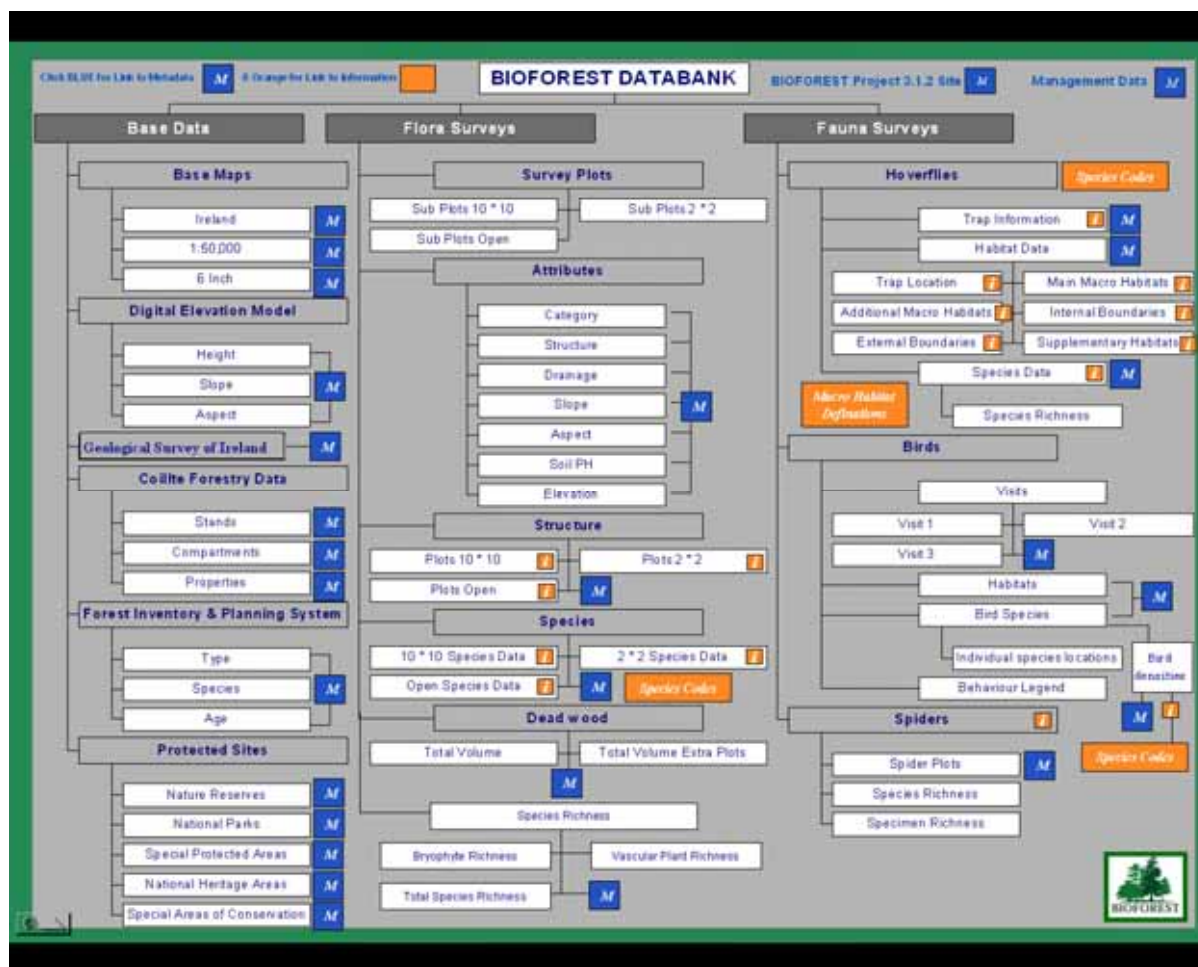 Click BLUE for Link to Metadata M & Orange for Link to Information
BIOFOREST DATABANK
BIOFOREST Project 3.1.2 Site M
Management Data M
Base Data
Base Maps
Ireland M
1:50,000 M
6 Inch M
Digital Elevation Model
Height
Slope M
Aspect
Geological Survey of Ireland M
Coillte Forestry Data
Stands M
Compartments M
Properties M
Forest Inventory & Planning System
Type
Species M
Age
Protected Sites
Nature Reserves M
National Parks M
Special Protected Areas M
National Heritage Areas M
Special Areas of Conservation M
Flora Surveys
Survey Plots
Sub Plots 10 * 10
Sub Plots 2 * 2
Sub Plots Open
Attributes
Category
Structure
Drainage
Slope M
Aspect
Soil PH
Elevation
Structure
Plots 10 * 10 i
Plots 2 * 2 i
Plots Open i M
Species
10 * 10 Species Data i
2 * 2 Species Data i
Open Species Data i M Species Codes
Dead wood
Total Volume
Total Volume Extra Plots
M
Species Richness
Bryophyte Richness
Vascular Plant Richness
Total Species Richness M
Fauna Surveys
Hoverflies
Species Codes
Trap Information i M
Habitat Data M
Trap Location i
Main Macro Habitats i
Additional Macro Habitats i
Internal Boundaries i
External Boundaries i
Supplementary Habitats i
Species Data i M
Macro Habitat
Definitions
Species Richness
Birds
Visits
Visit 1
Visit 2
Visit 3 M
Habitats
M
Bird Species
Individual species locations
Bird
densities
Behaviour Legend
M i
Species Codes
Spiders i
Spider Plots M
Species Richness
Specimen Richness
BIOFOREST